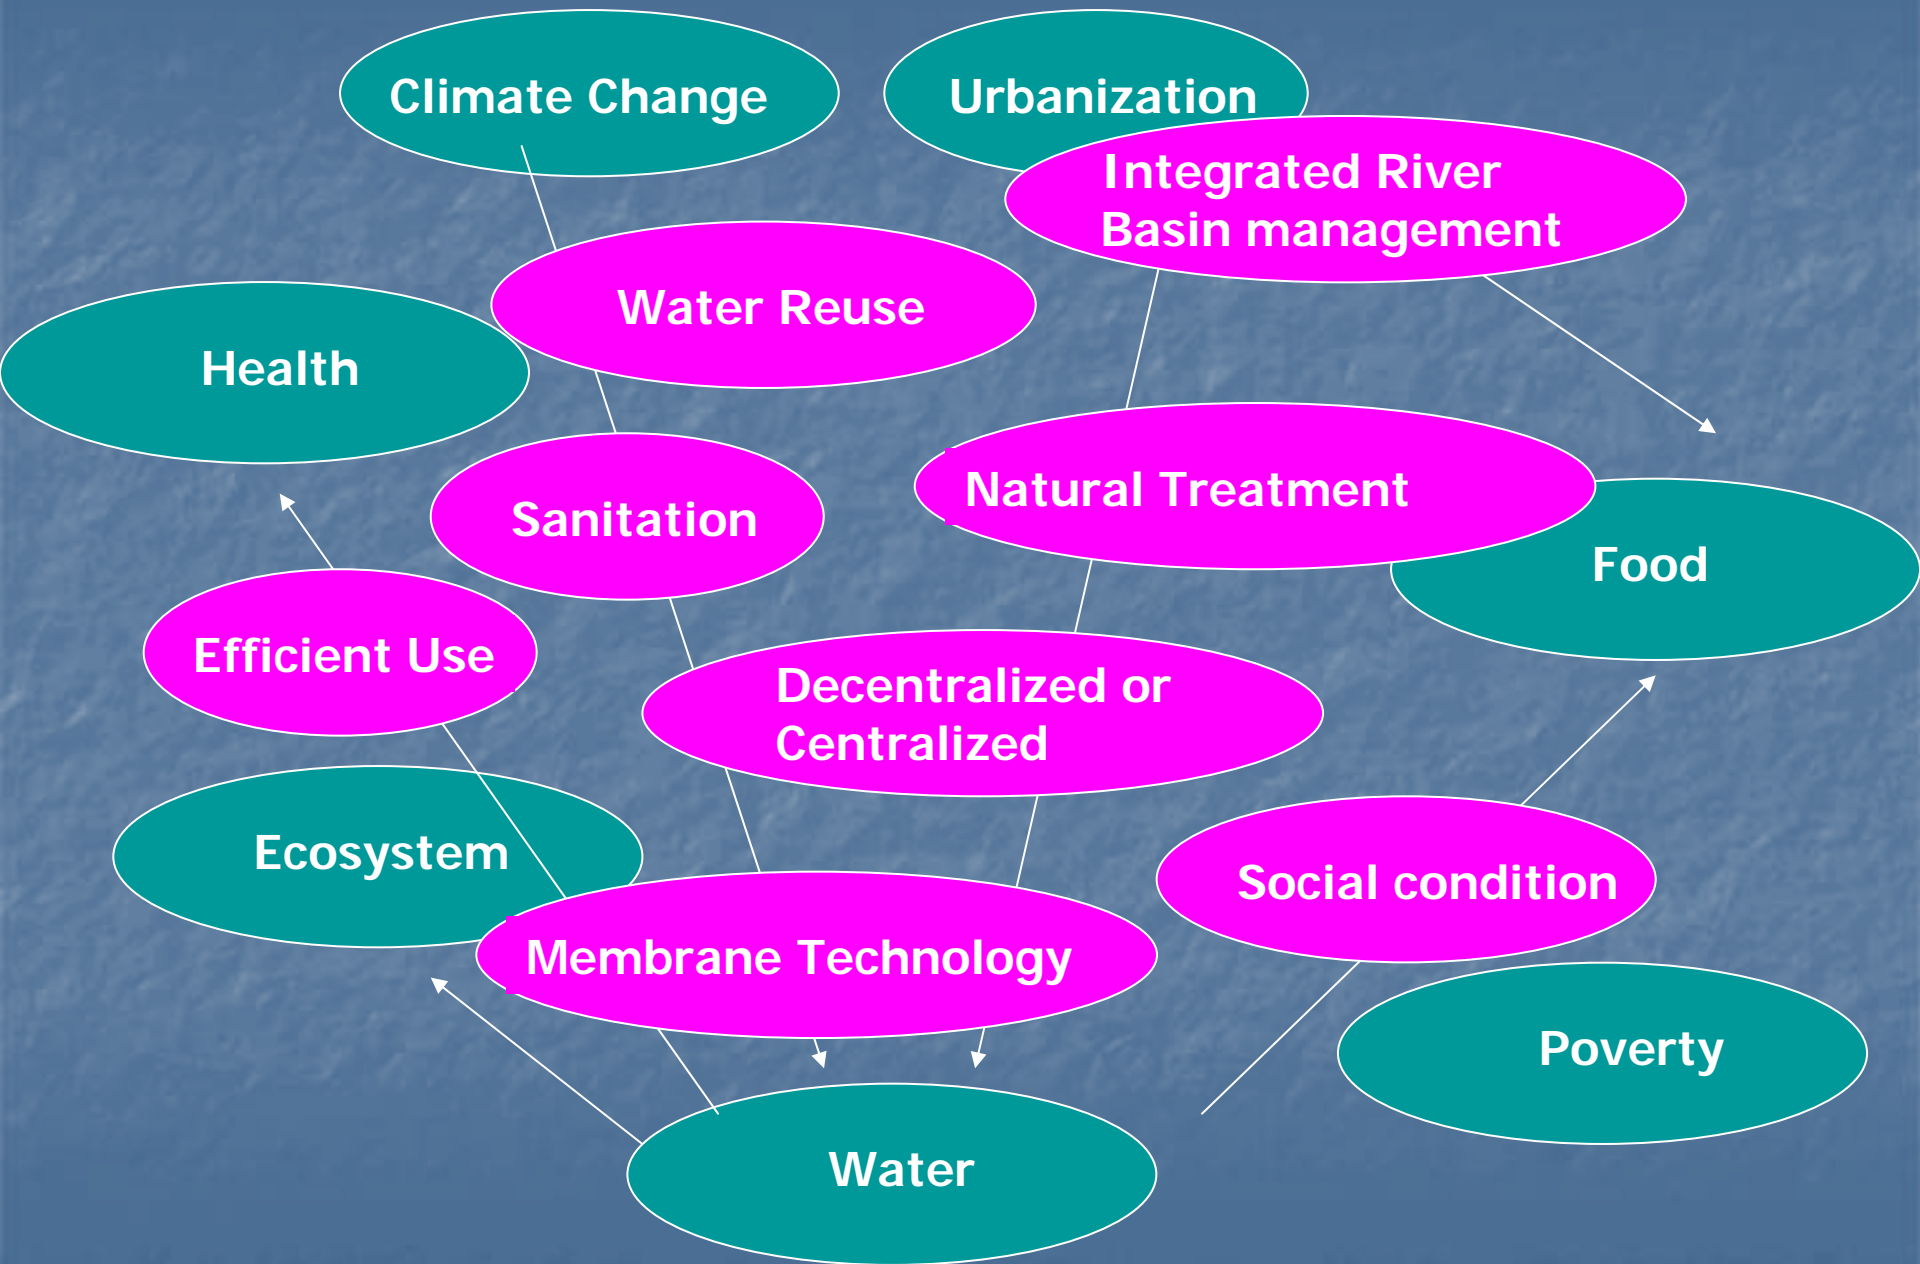 Climate Change
Urbanization
Integrated River
Basin management
Water Reuse
Health
Natural Treatment
Sanitation
Food
Efficient Use
Decentralized or
Centralized
Ecosystem
Social condition
Membrane Technology
Poverty
Water